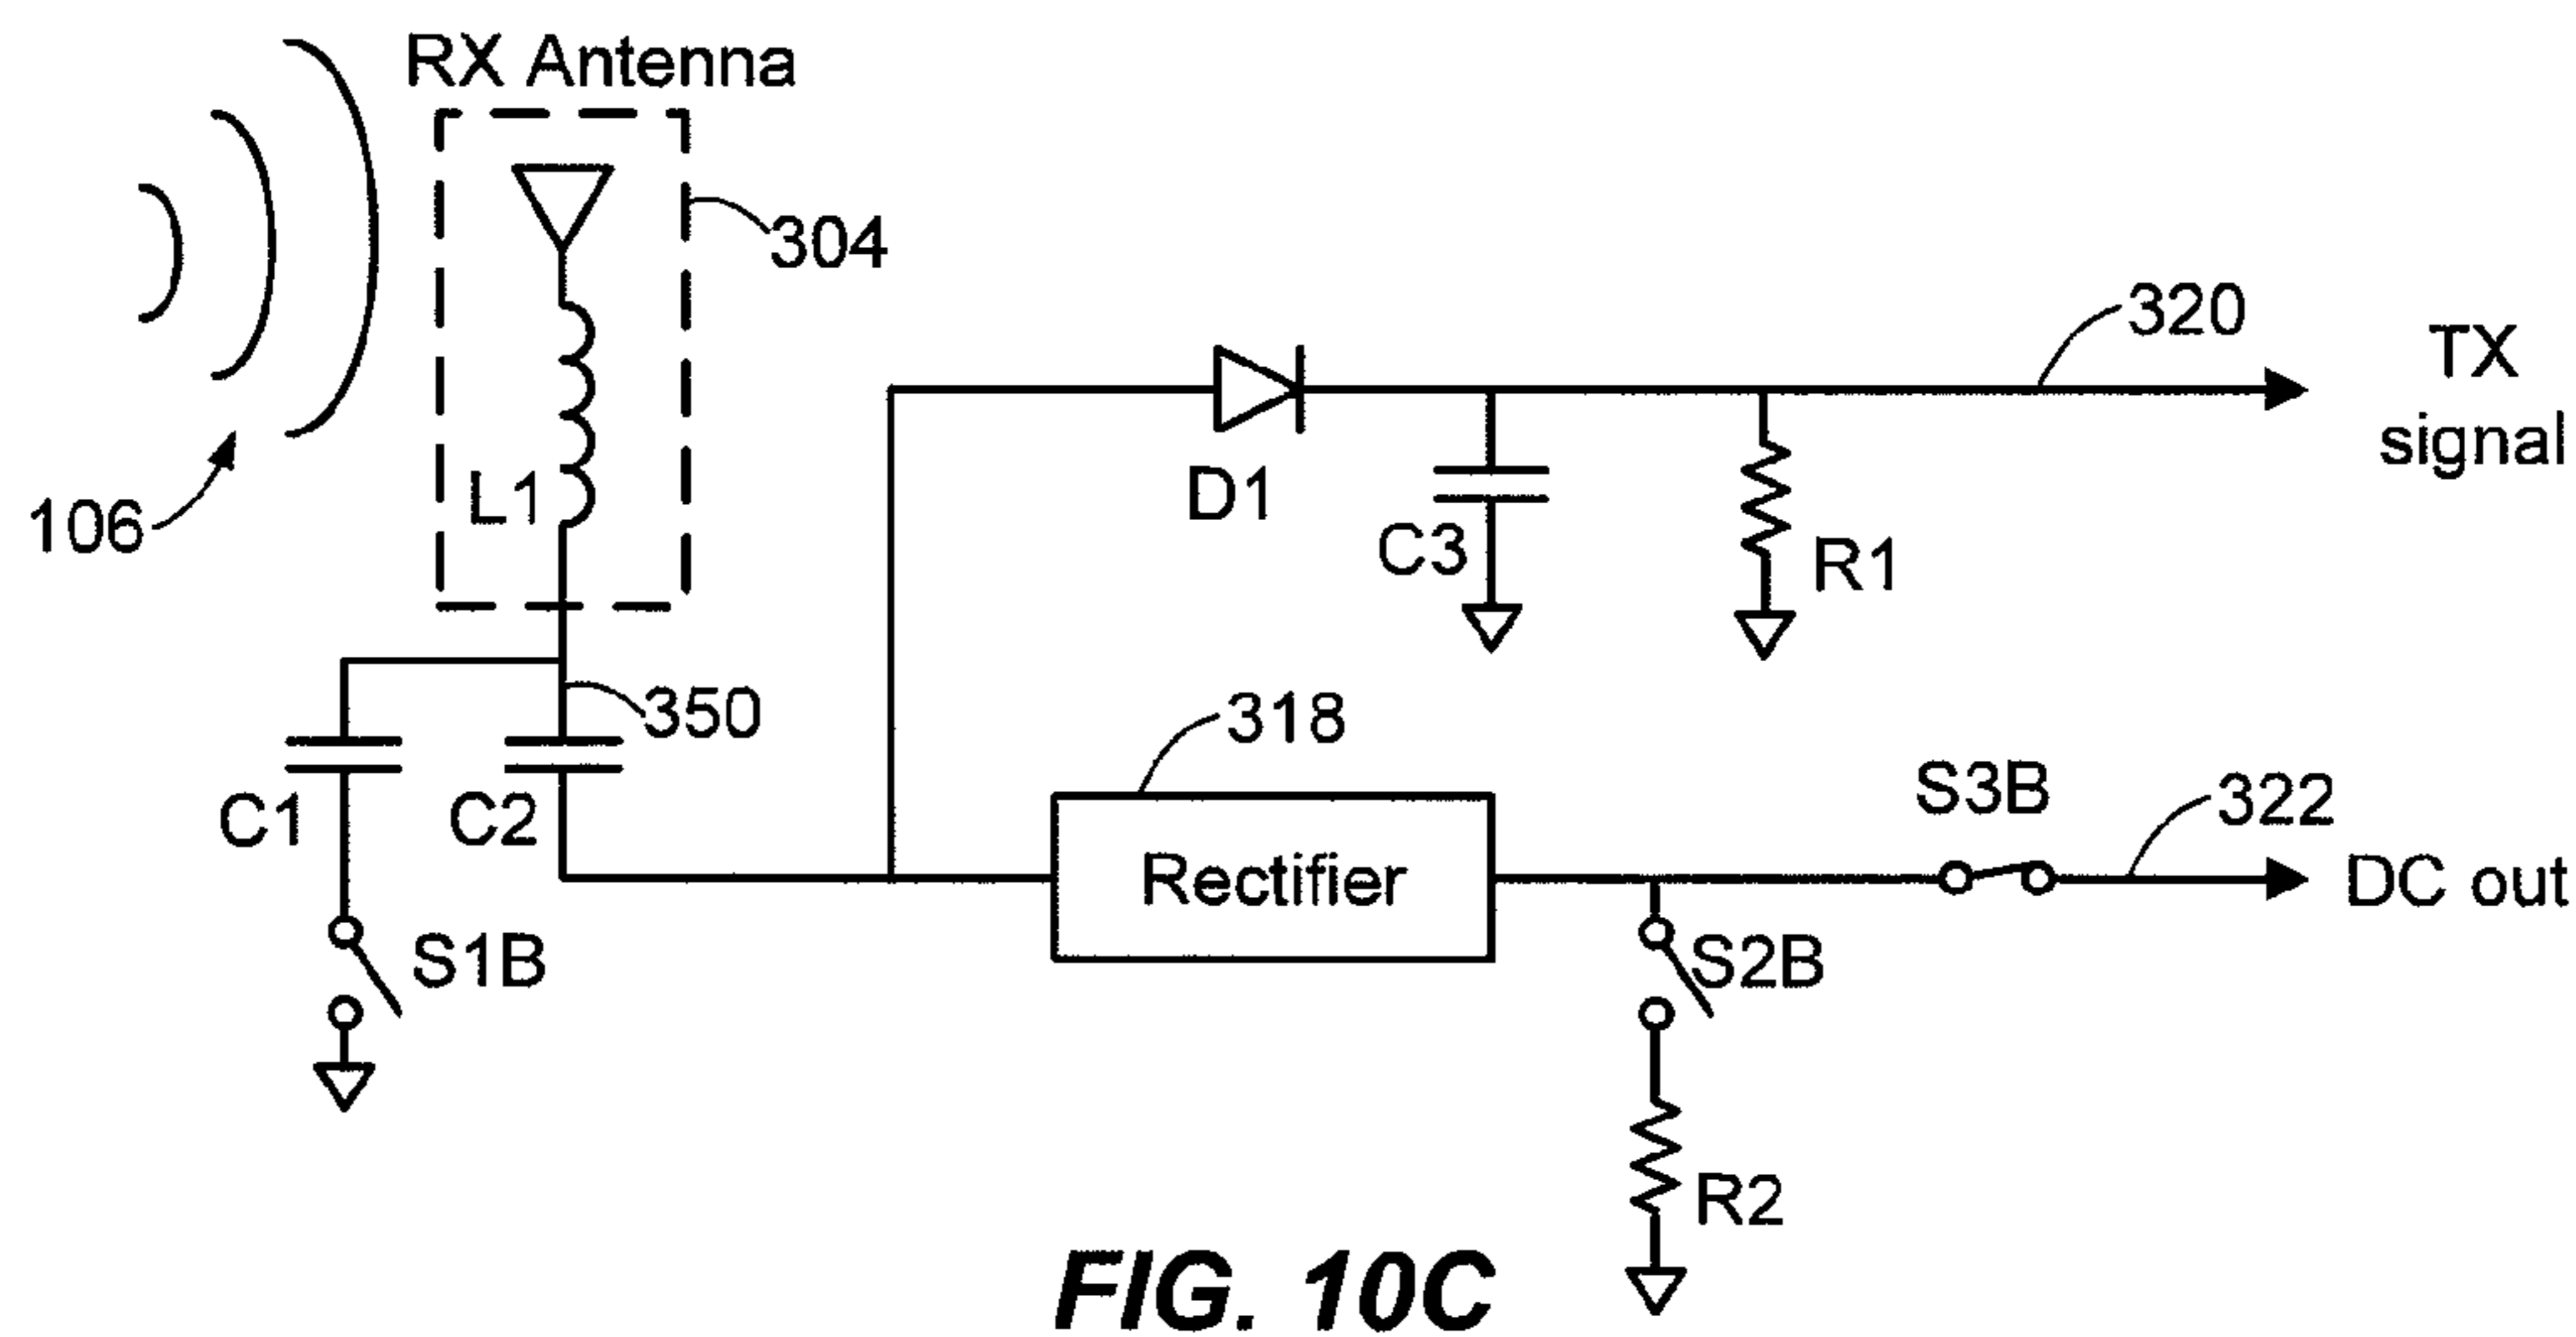 RX Antenna
304
320
TX
signal
L1
106
D1
C3
R1
350
318
S3B
322
C1
C2
Rectifier
DC out
S1B
S2B
R2
FIG. 10C